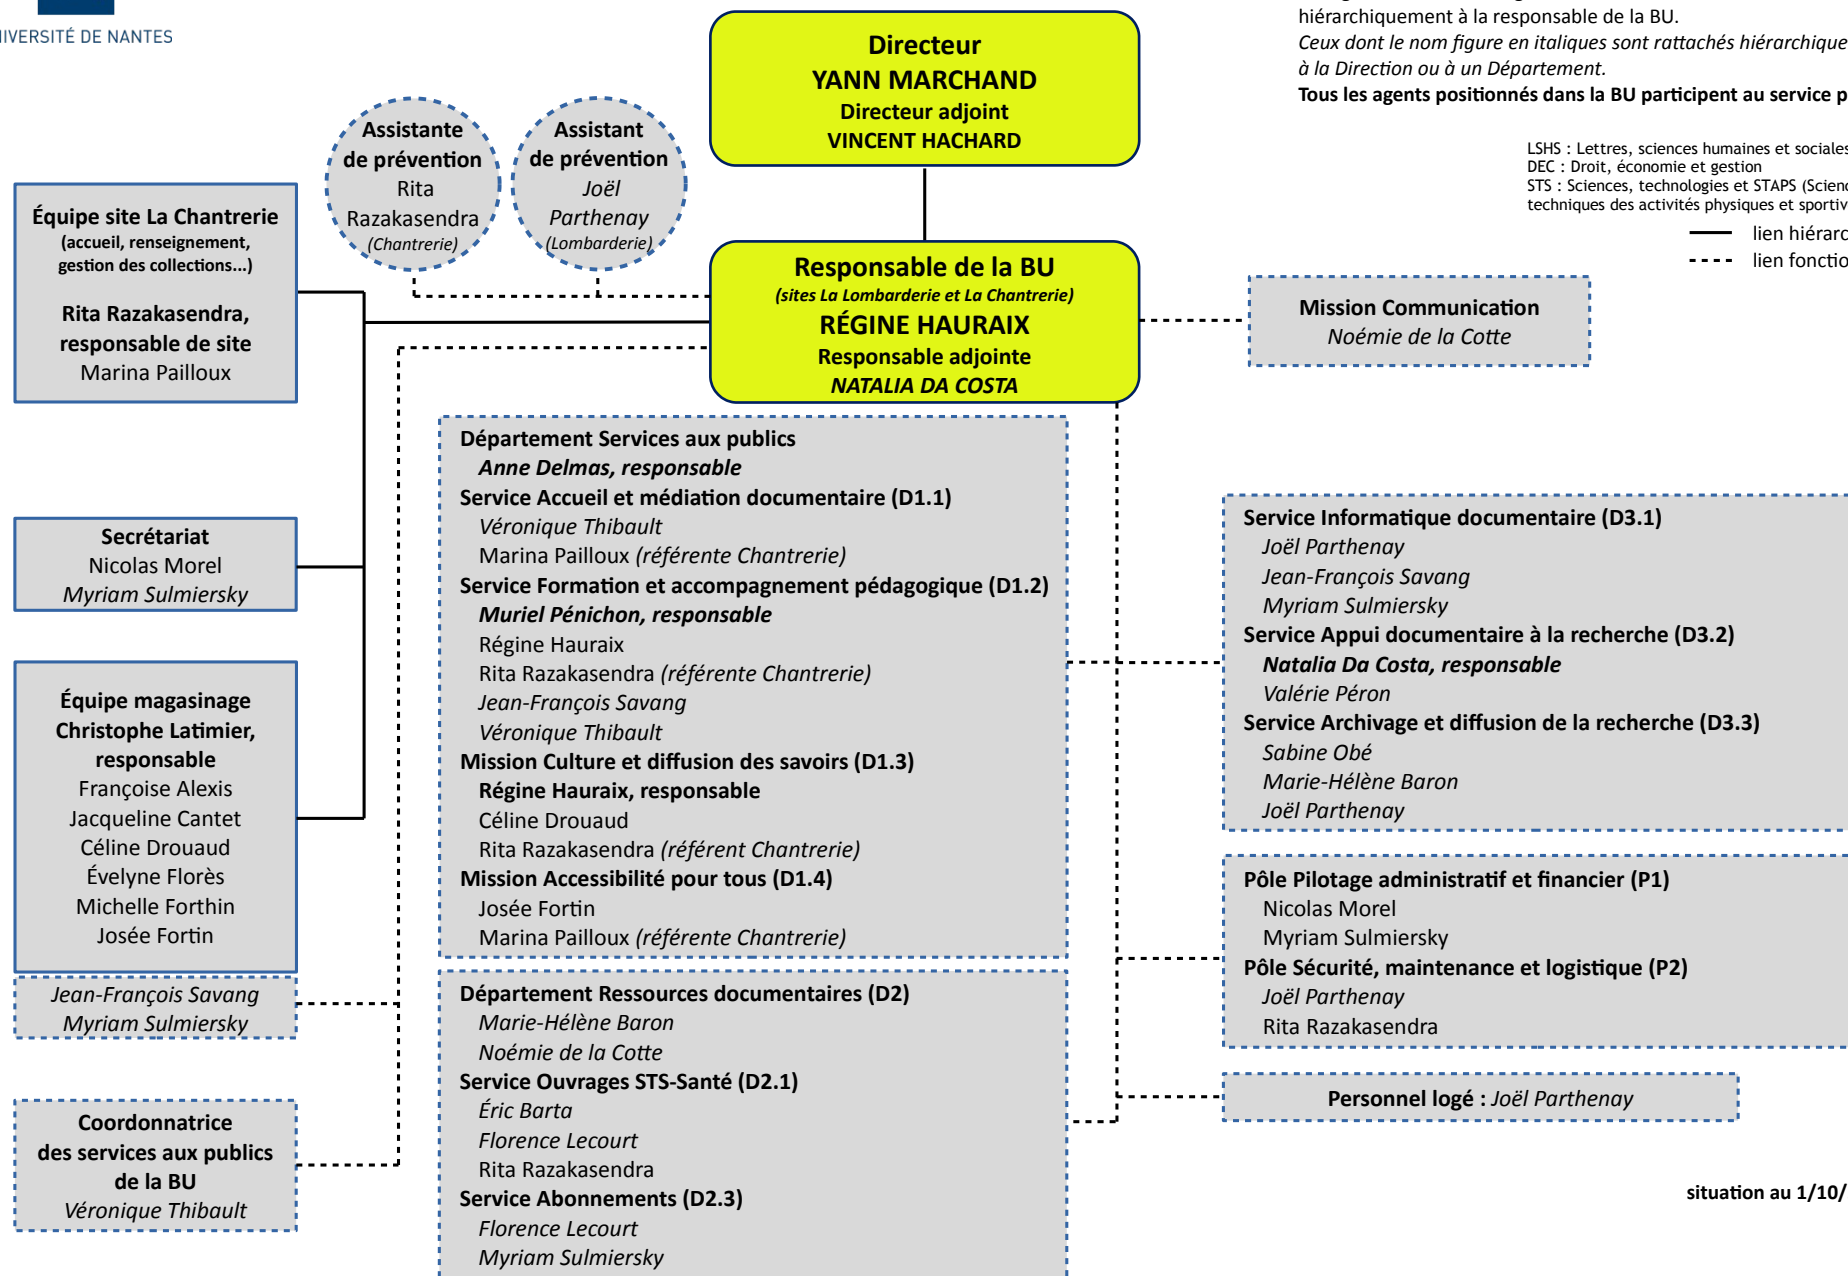 UNIVERSITÉ DE NANTES
Directeur
YANN MARCHAND
Directeur adjoint
VINCENT HACHARD
hiérarchiquement à la responsable de la BU.
Ceux dont le nom figure en italiques sont rattachés
à la Direction ou à un Département.
Tous les agents positionnés dans la BU participent au service
LSHS : Lettres, sciences humaines et sociales
DEC : Droit, économie et gestion
STS : Sciences, technologies et STAPS
techniques des activités physiques et
lien
lien
Assistante
de prévention
Rita
Razakasendra
(Chantrerie)
Assistant
de prévention
Joël
Parthenay
(Lombarderie)
Responsable de la BU
(sites La Lombarderie et La Chantrerie)
RÉGINE HAURAIX
Responsable adjointe
NATALIA DA COSTA
Mission Communication
Noémie de la Cotte
Équipe site La Chantrerie
(accueil, renseignement,
gestion des collections...)
Rita Razakasendra,
responsable de site
Marina Pailloux
Secrétariat
Nicolas Morel
Myriam Sulmiersky
Équipe magasinage
Christophe Latimier,
responsable
Françoise Alexis
Jacqueline Cantet
Céline Drouaud
Évelyne Florès
Michelle Forthin
Josée Fortin
Jean-François Savang
Myriam Sulmiersky
Coordonnatrice
des services aux publics
de la BU
Véronique Thibault
Département Services aux publics
Anne Delmas, responsable
Service Accueil et médiation documentaire (D1.1)
Véronique Thibault
Marina Pailloux (référente Chantrerie)
Service Formation et accompagnement pédagogique (D1.2)
Muriel Pénichon, responsable
Régine Hauraix
Rita Razakasendra (référente Chantrerie)
Jean-François Savang
Véronique Thibault
Mission Culture et diffusion des savoirs (D1.3)
Régine Hauraix, responsable
Céline Drouaud
Rita Razakasendra (référent Chantrerie)
Mission Accessibilité pour tous (D1.4)
Josée Fortin
Marina Pailloux (référente Chantrerie)
Département Ressources documentaires (D2)
Marie-Hélène Baron
Noémie de la Cotte
Service Ouvrages STS-Santé (D2.1)
Éric Barta
Florence Lecourt
Rita Razakasendra
Service Abonnements (D2.3)
Florence Lecourt
Myriam Sulmiersky
Service Informatique documentaire (D3.1)
Joël Parthenay
Jean-François Savang
Myriam Sulmiersky
Service Appui documentaire à la recherche (D3.2)
Natalia Da Costa, responsable
Valérie Péron
Service Archivage et diffusion de la recherche (D3.3)
Sabine Obé
Marie-Hélène Baron
Joël Parthenay
Pôle Pilotage administratif et financier (P1)
Nicolas Morel
Myriam Sulmiersky
Pôle Sécurité, maintenance et logistique (P2)
Joël Parthenay
Rita Razakasendra
Personnel logé : Joël Parthenay
situation au 1/10/